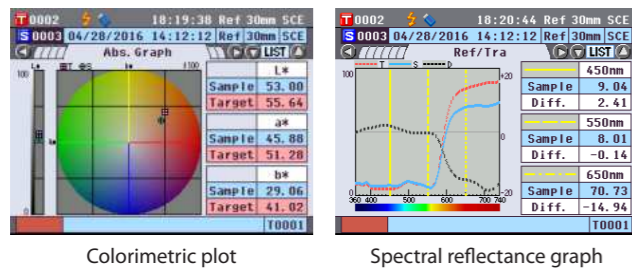 T 0002 18:19:38 Ref 30mm SCE
S 0003 04/28/2016 14:12:12 Ref 30mm SCE
Abs. Graph LIST
L* T S b* 100
100
L*
Sample 53.00
Target 55.64
a*
Sample 45.88
Target 51.28
b*
Sample 29.06
Target 41.02
0
T0001
Colorimetric plot
T 0002 18:20:44 Ref 30mm SCE
S 0003 04/28/2016 14:12:12 Ref 30mm SCE
Ref/Tra LIST
T S D
100 +20
0
0 -20
360 400 500 600 700 740
450nm
Sample 9.04
Diff. 2.41
550nm
Sample 8.01
Diff. -0.14
650nm
Sample 70.73
Diff. -14.94
T0001
Spectral reflectance graph